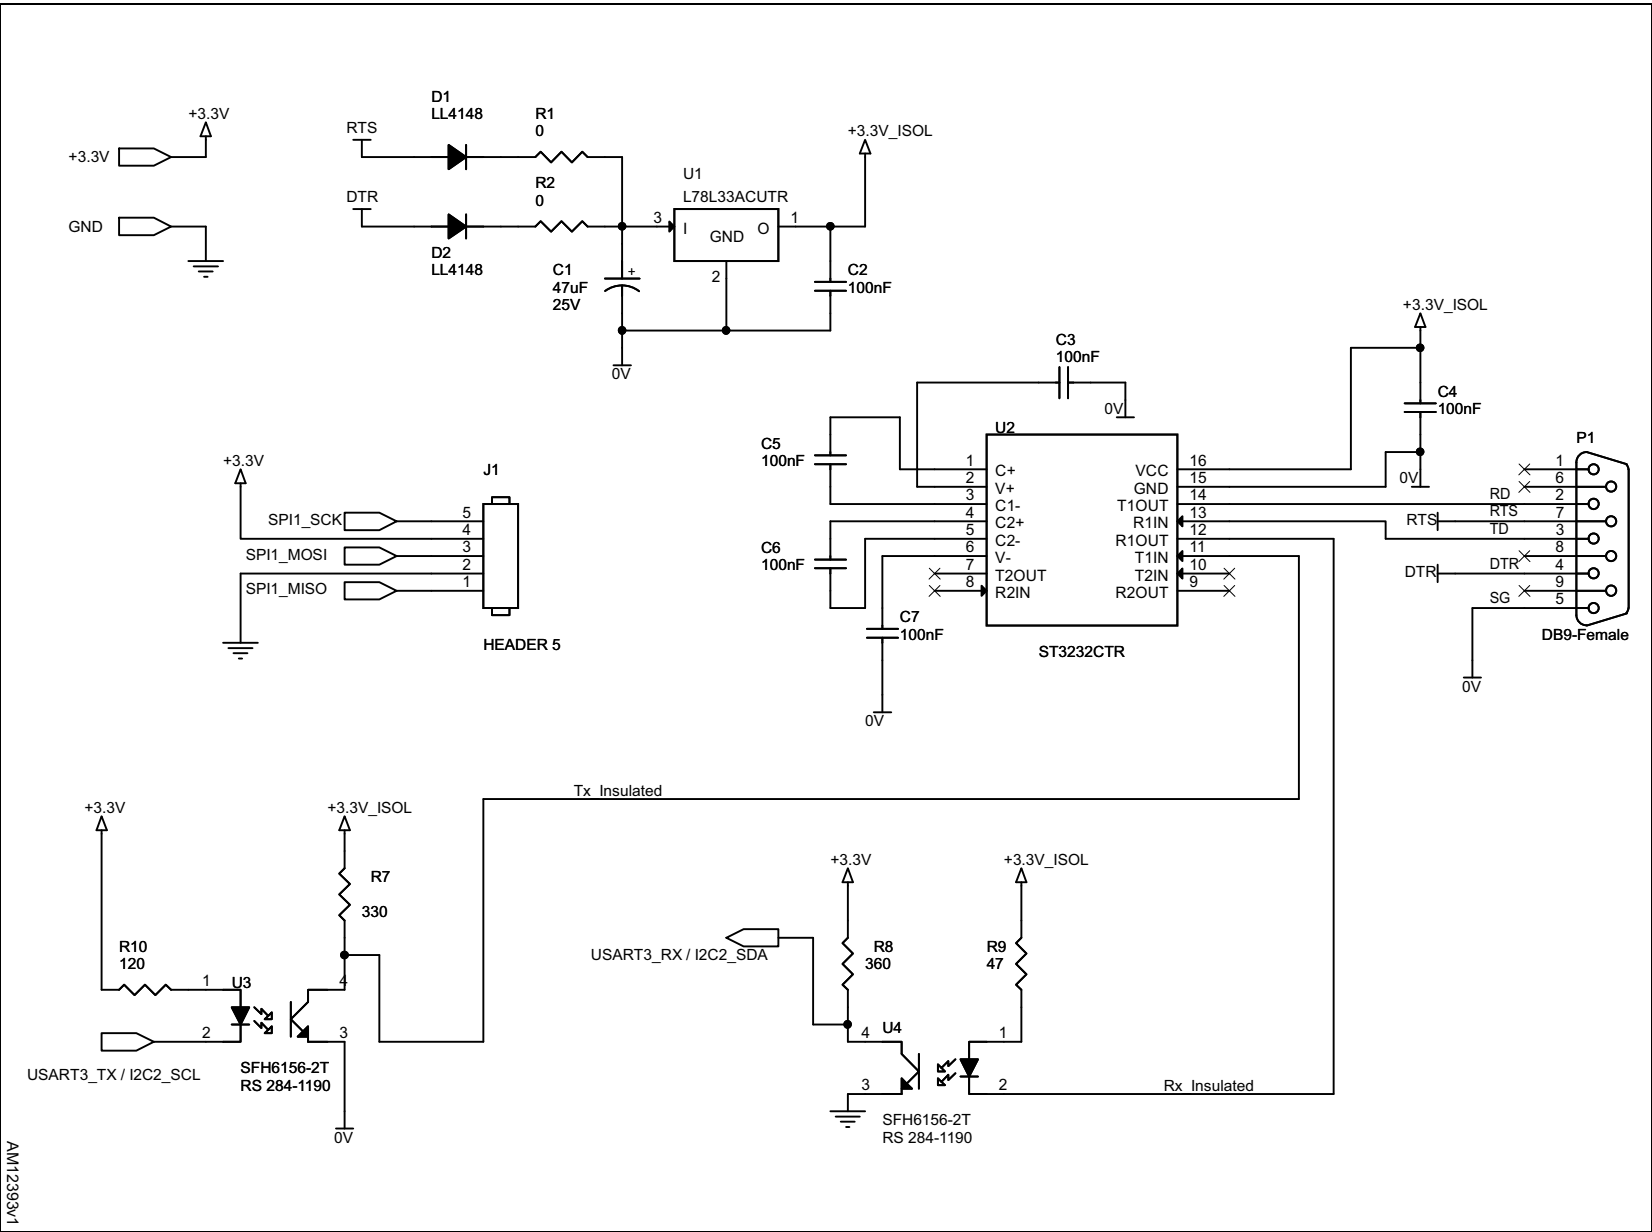 +3.3V
+3.3V
GND
D1
LL4148
RTS
R1
0
DTR
R2
0
D2
LL4148
C1
47uF
25V
+
0V
U1
L78L33ACUTR
3
I
GND
O
1
2
+3.3V_ISOL
C2
100nF
+3.3V
J1
SPI1_SCK
5
4
SPI1_MOSI
3
2
SPI1_MISO
1
HEADER 5
C3
100nF
0V
C5
100nF
C6
100nF
C7
100nF
0V
U2
1
C+
VCC
16
2
V+
GND
15
3
C1-
T1OUT
14
4
C2+
R1IN
13
5
C2-
R1OUT
12
6
V-
T1IN
11
7
T2OUT
T2IN
10
8
R2IN
R2OUT
9
ST3232CTR
+3.3V_ISOL
C4
100nF
0V
P1
1
6
RD
2
RTS
RTS
7
TD
3
8
DTR
DTR
4
9
SG
5
DB9-Female
0V
Tx Insulated
+3.3V
+3.3V_ISOL
R7
330
R10
120
1
U3
4
2
3
USART3_TX / I2C2_SCL
SFH6156-2T
RS 284-1190
0V
+3.3V
+3.3V_ISOL
USART3_RX / I2C2_SDA
R8
360
R9
47
4
U4
1
3
2
Rx Insulated
SFH6156-2T
RS 284-1190
AM12393v1